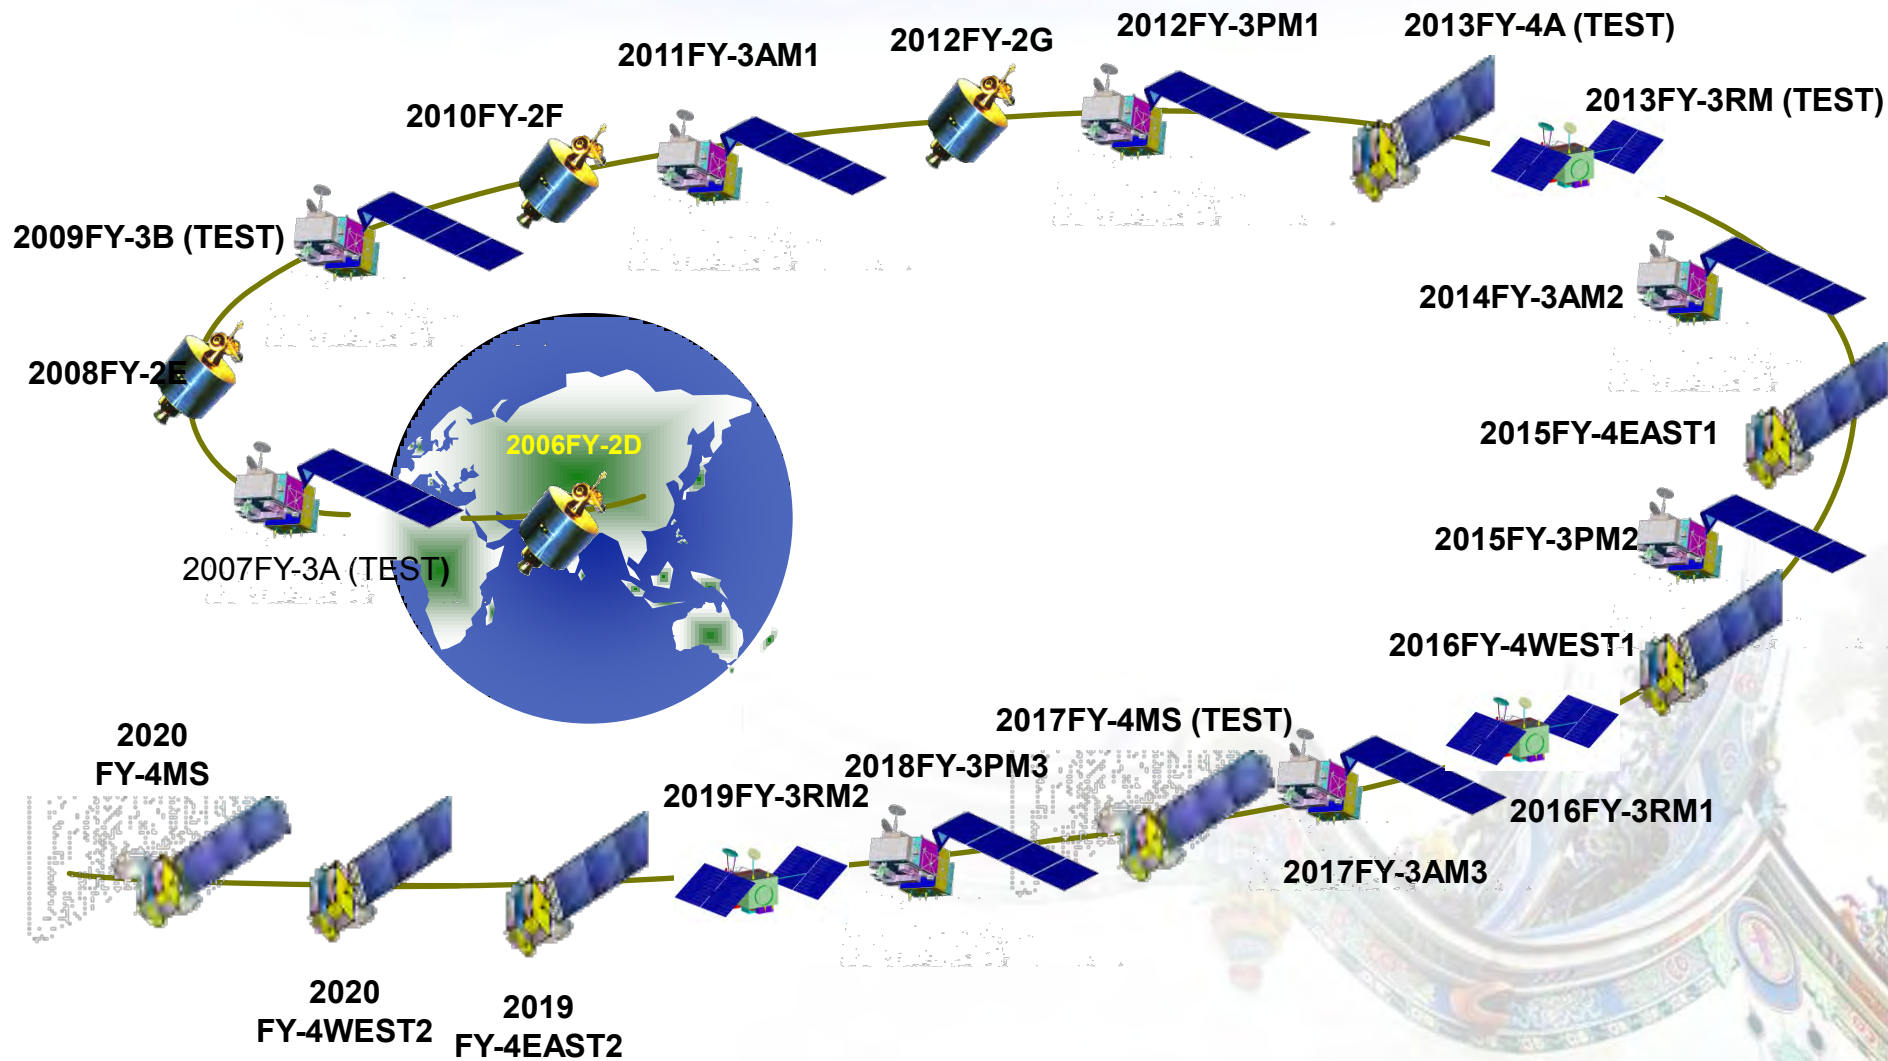 2006FY-2D
2007FY-3A (TEST)
2008FY-2E
2009FY-3B (TEST)
2010FY-2F
2011FY-3AM1
2012FY-2G
2012FY-3PM1
2013FY-4A (TEST)
2013FY-3RM (TEST)
2014FY-3AM2
2015FY-4EAST1
2015FY-3PM2
2016FY-4WEST1
2016FY-3RM1
2017FY-3AM3
2017FY-4MS (TEST)
2018FY-3PM3
2019FY-3RM2
2019
FY-4EAST2
2020
FY-4WEST2
2020
FY-4MS